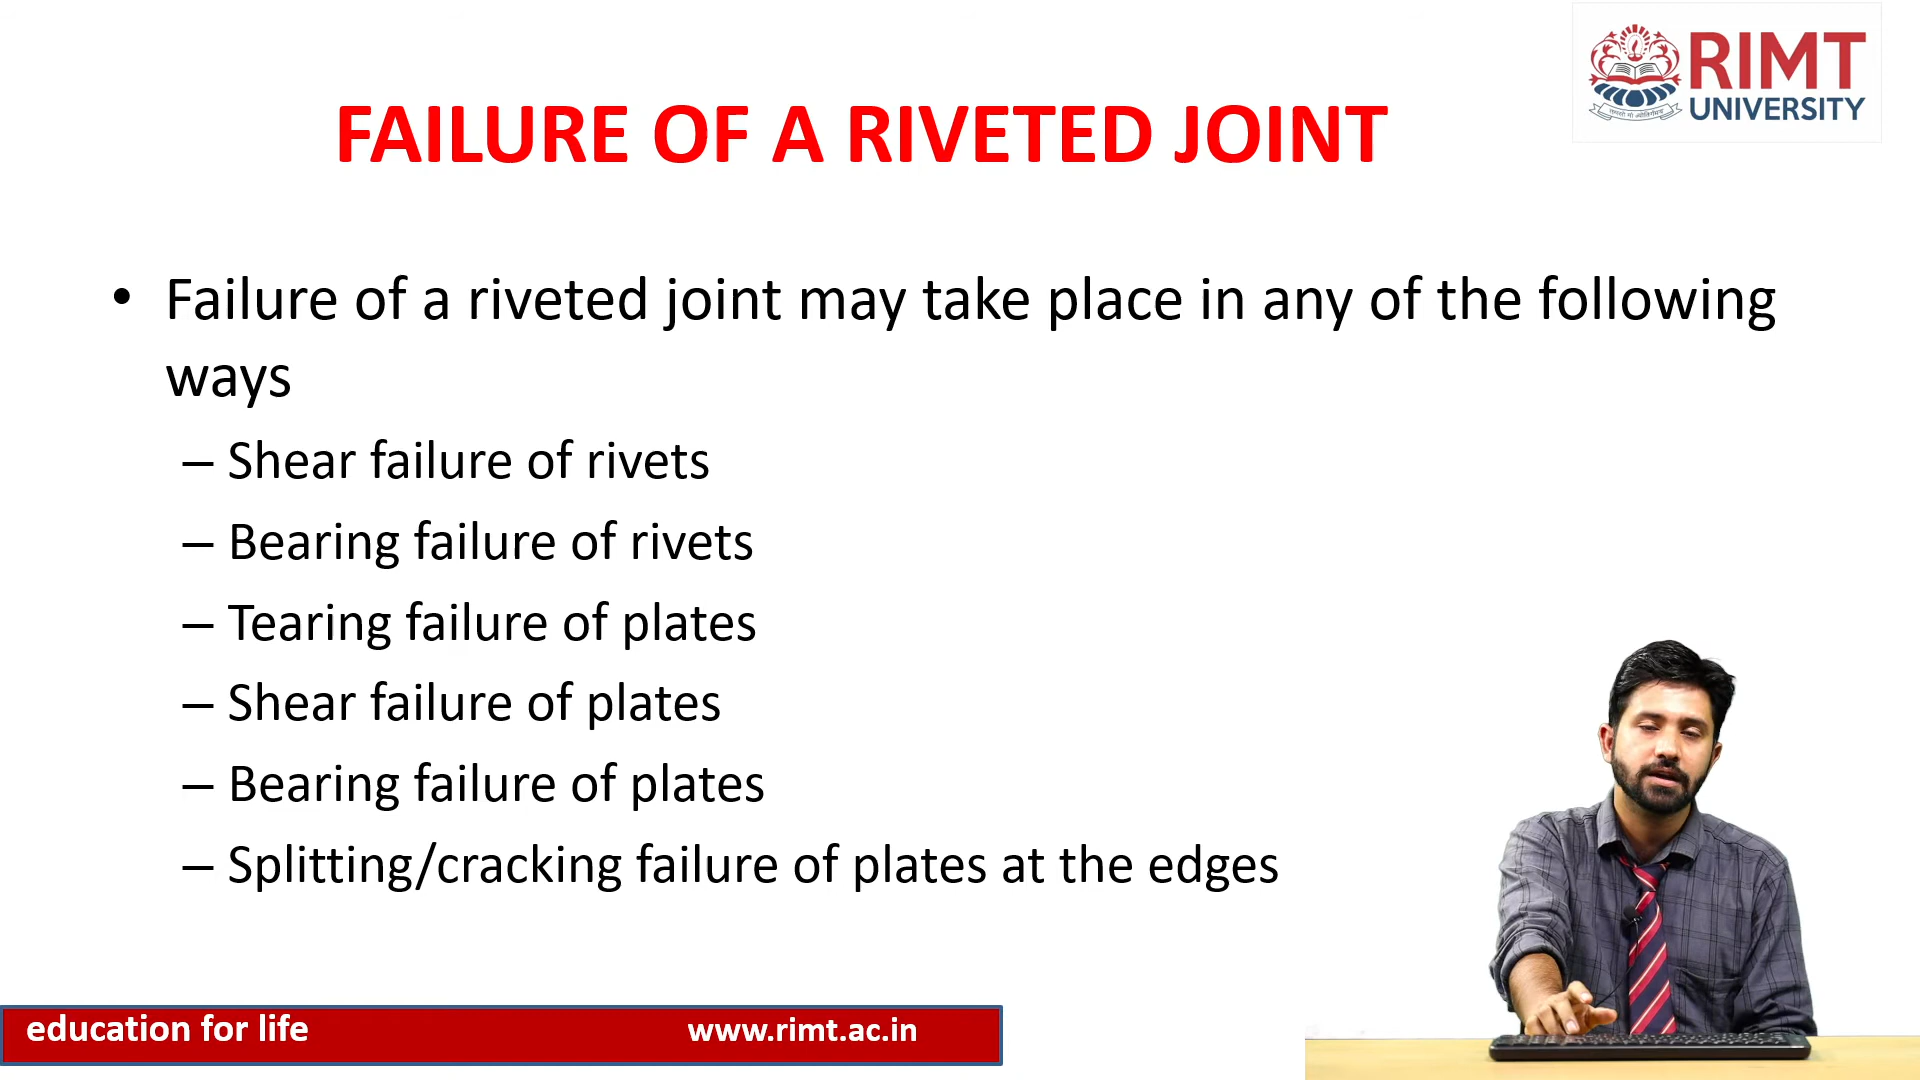 RIMT
UNIVERSITY
FAILURE OF A RIVETED JOINT
• Failure of a riveted joint may take place in any of the following
ways
– Shear failure of rivets
– Bearing failure of rivets
– Tearing failure of plates
– Shear failure of plates
– Bearing failure of plates
– Splitting/cracking failure of plates at the edges
education for life www.rimt.ac.in